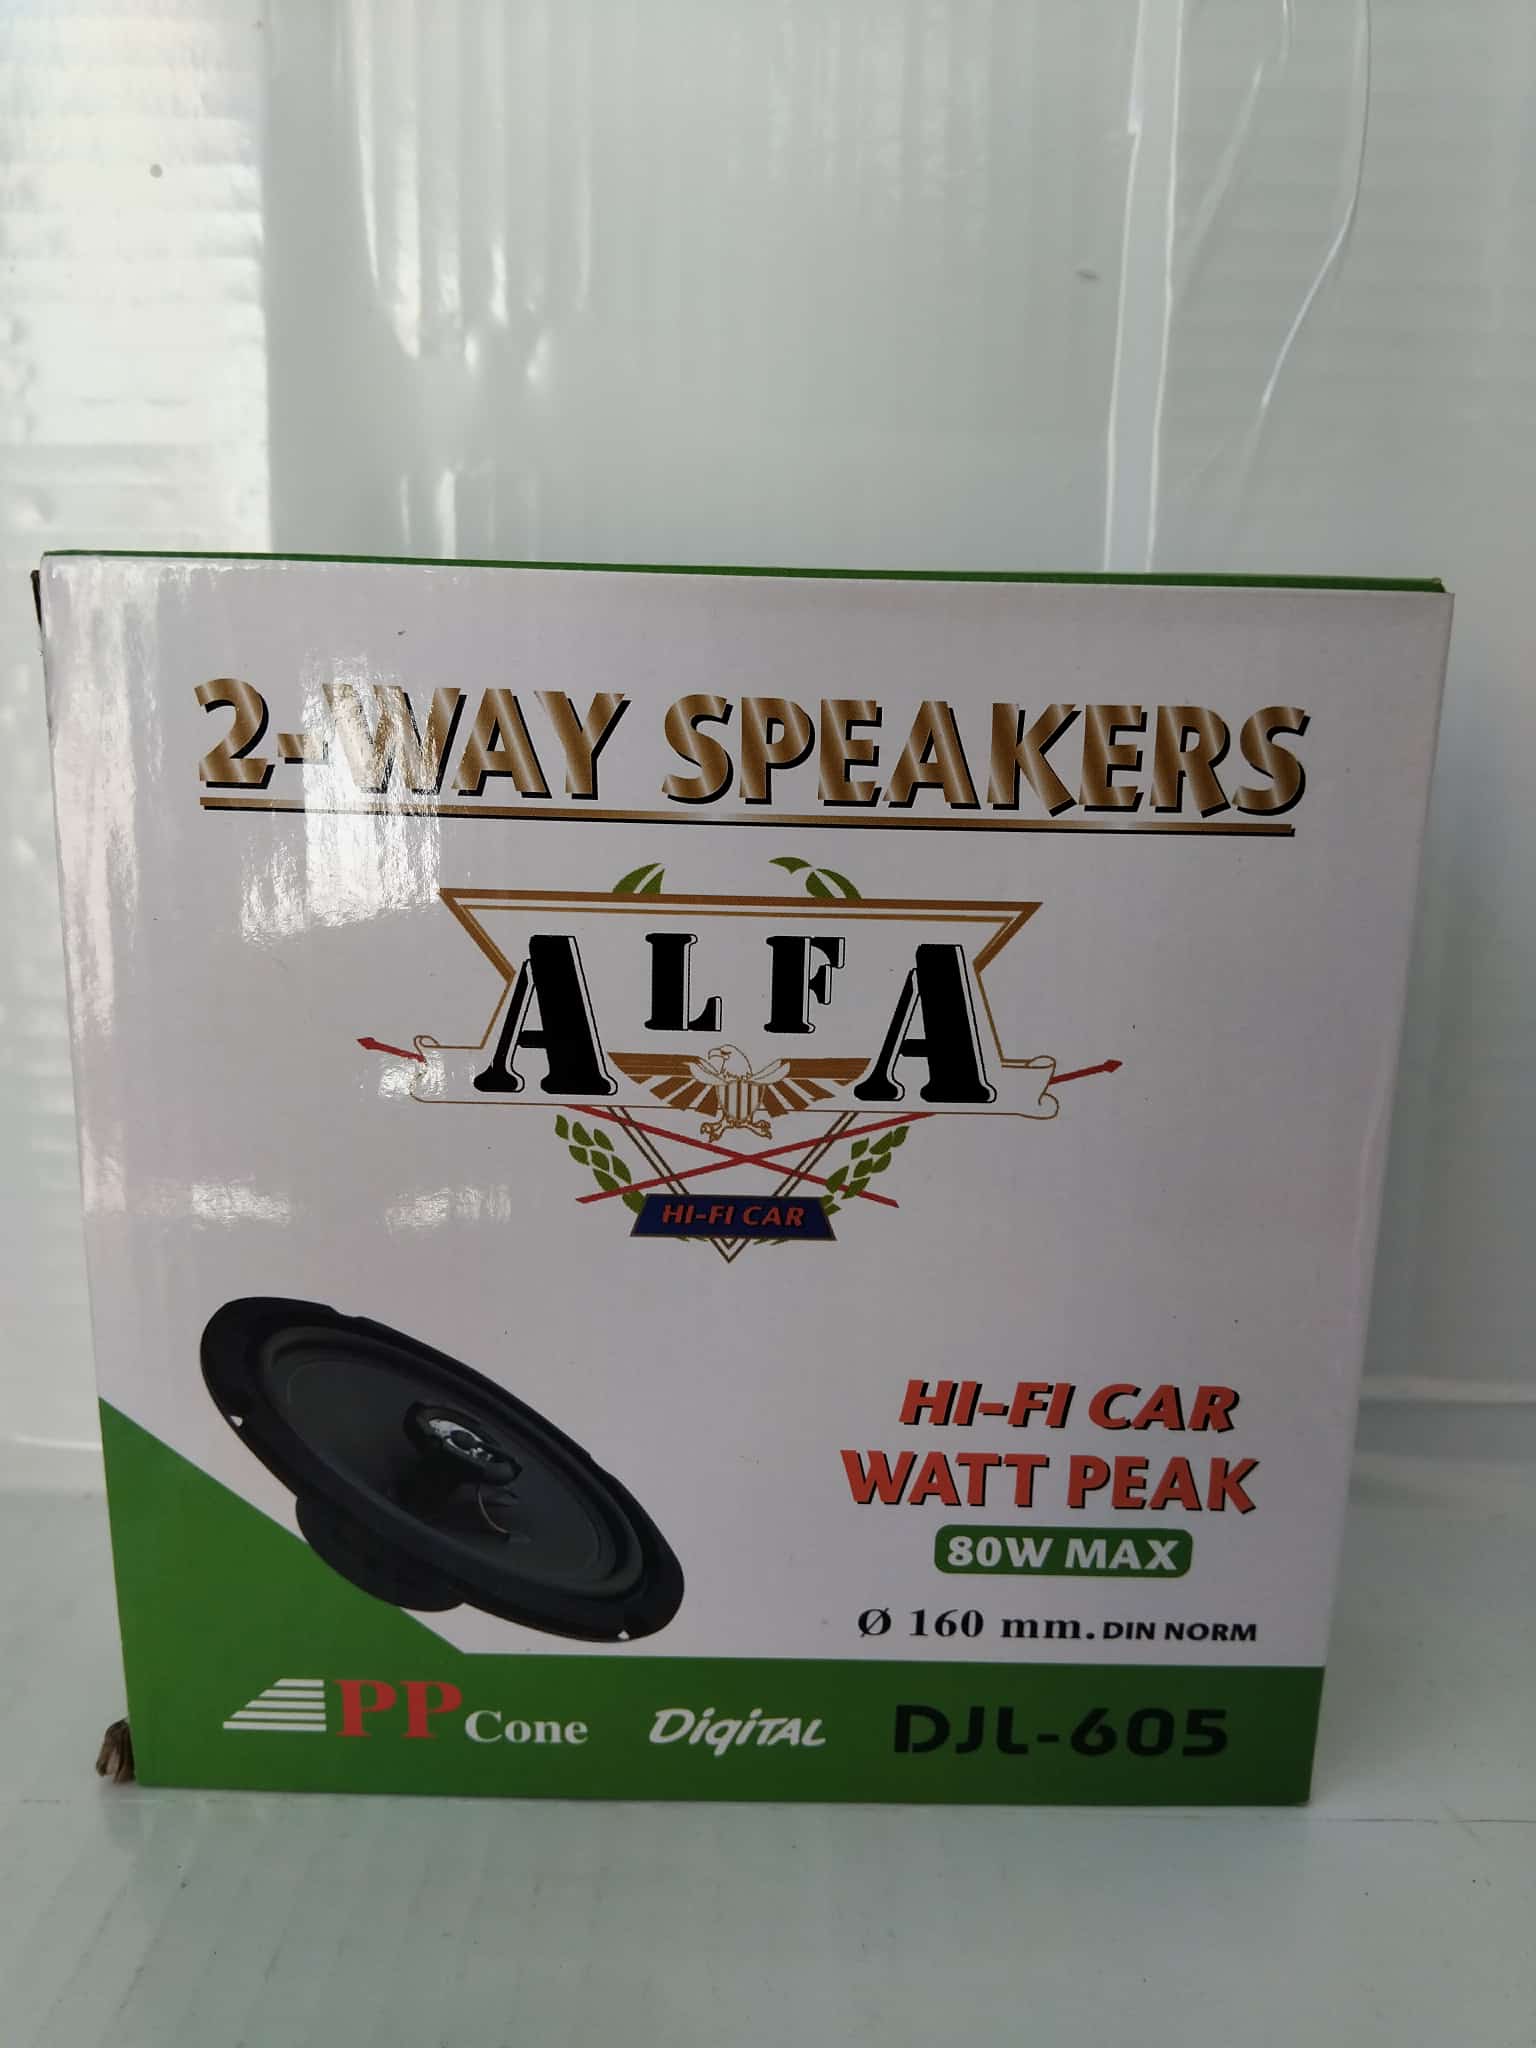 2-WAY SPEAKERS
ALFA
HI-FI CAR
HI-FI CAR
WATT PEAK
80W MAX
Ø 160 mm. DIN NORM
PP Cone DigiTAL DJL-605